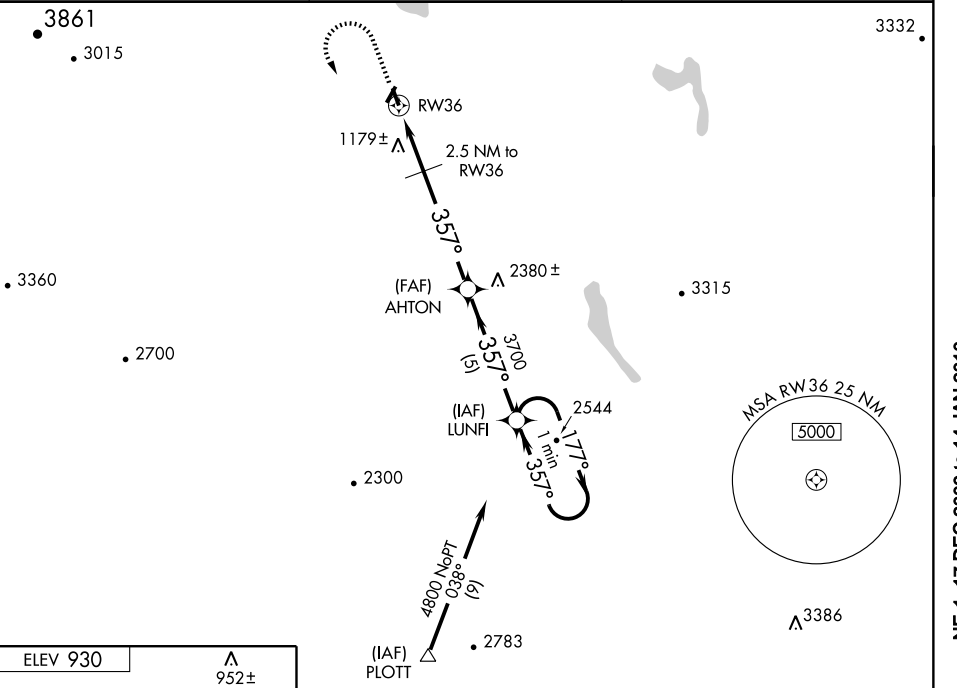 3861
3015
3332
RW36
1179±
2.5 NM to
RW36
357°
3360
(FAF)
AHTON
2380±
3315
2700
3700
357°
(5)
MSA RW36 25 NM
5000
(IAF)
LUNFI
2544
177°
1 min
357°
2300
4800 NoPT
038°
(9)
3386
ELEV 930
952±
(IAF)
PLOTT
2783